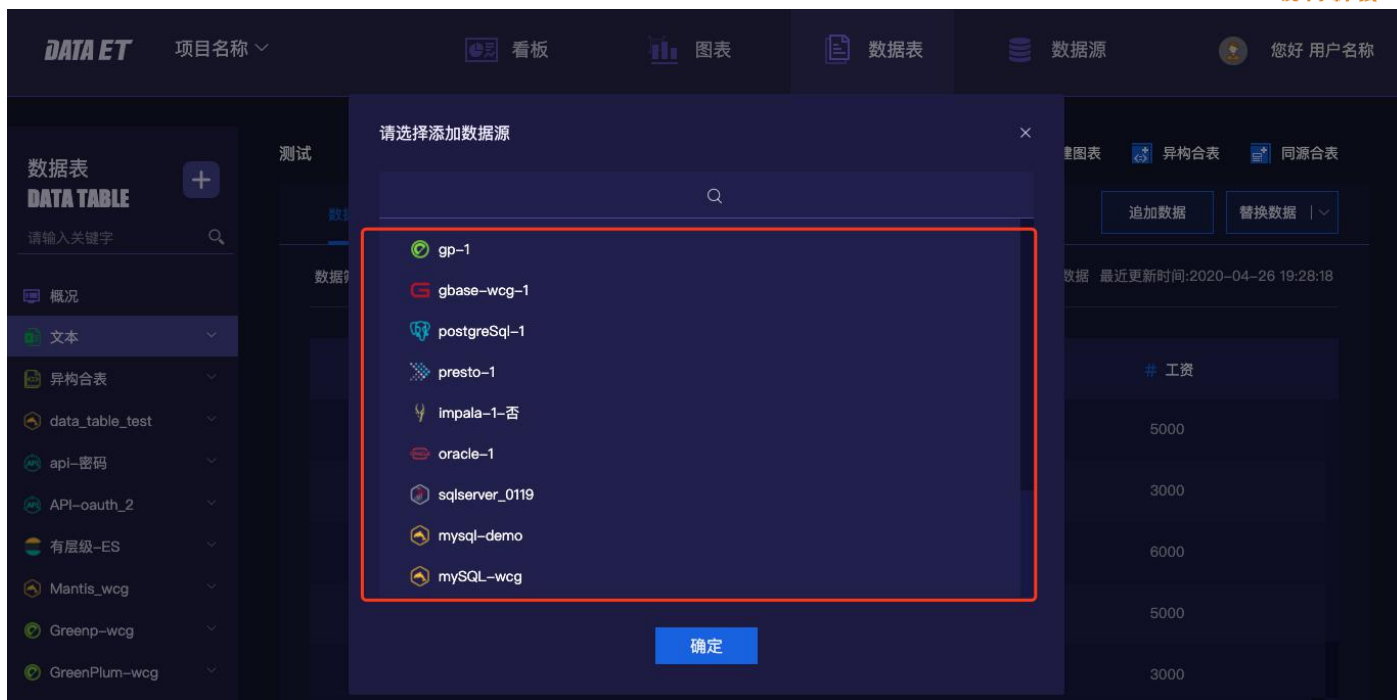 DATA ET
项目名称
看板
图表
数据表
数据源
您好 用户名称
请选择添加数据源
数据表
DATA TABLE
请输入关键字
测试
建图表
异构合表
同源合表
追加数据
替换数据
数据 最近更新时间:2020-04-26 19:28:18
概况
文本
异构合表
data_table_test
api-密码
API-oauth_2
有层级-ES
Mantis_wcg
Greenp-wcg
GreenPlum-wcg
gp-1
gbase-wcg-1
postgreSql-1
presto-1
impala-1-否
oracle-1
sqlserver_0119
mysql-demo
mySQL-wcg
确定
# 工资
5000
3000
6000
5000
3000